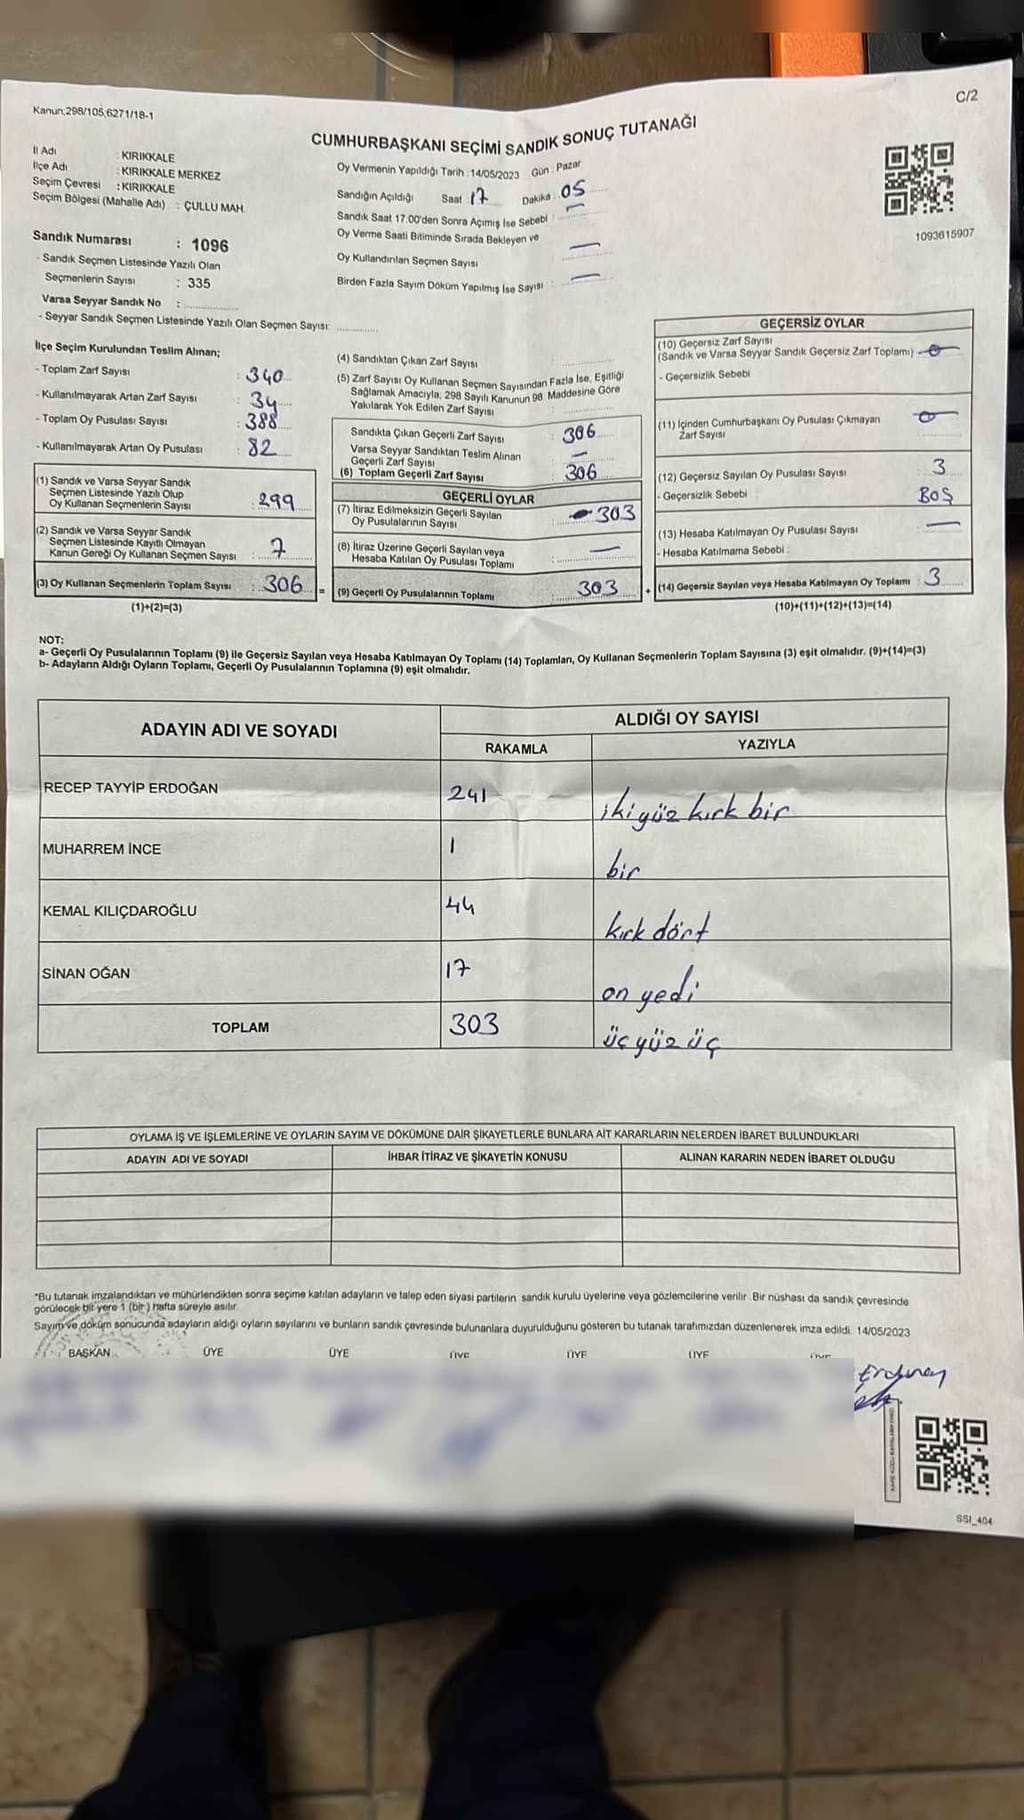 Kanun;298/105,6271/18-1
C/2
CUMHURBAŞKANI SEÇİMİ SANDIK SONUÇ TUTANAĞI
İl Adı : KIRIKKALE
İlçe Adı : KIRIKKALE MERKEZ
Seçim Çevresi : KIRIKKALE
Seçim Bölgesi (Mahalle Adı) : ÇULLU MAH.
Sandık Numarası : 1096
- Sandık Seçmen Listesinde Yazılı Olan
Seçmenlerin Sayısı : 335
Varsa Seyyar Sandık No :
- Seyyar Sandık Seçmen Listesinde Yazılı Olan Seçmen Sayısı:
Oy Vermenin Yapıldığı Tarih : 14/05/2023 Gün : Pazar
Sandığın Açıldığı Saat 17 Dakika 05
Sandık Saat 17:00'den Sonra Açımış İse Sebebi : —
Oy Verme Saati Bitiminde Sırada Bekleyen ve
Oy Kullandırılan Seçmen Sayısı —
Birden Fazla Sayım Döküm Yapılmış İse Sayısı : —
1093615907
İlçe Seçim Kurulundan Teslim Alınan;
- Toplam Zarf Sayısı : 340
- Kullanılmayarak Artan Zarf Sayısı : 34
- Toplam Oy Pusulası Sayısı : 388
- Kullanılmayarak Artan Oy Pusulası : 82
(1) Sandık ve Varsa Seyyar Sandık
Seçmen Listesinde Yazılı Olup
Oy Kullanan Seçmenlerin Sayısı : 299
(2) Sandık ve Varsa Seyyar Sandık
Seçmen Listesinde Kayıtlı Olmayan
Kanun Gereği Oy Kullanan Seçmen Sayısı : 7
(3) Oy Kullanan Seçmenlerin Toplam Sayısı : 306 =
(1)+(2)=(3)
(4) Sandıktan Çıkan Zarf Sayısı
(5) Zarf Sayısı Oy Kullanan Seçmen Sayısından Fazla İse, Eşitliği
Sağlamak Amacıyla, 298 Sayılı Kanunun 98. Maddesine Göre
Yakılarak Yok Edilen Zarf Sayısı
Sandıkta Çıkan Geçerli Zarf Sayısı : 306
Varsa Seyyar Sandıktan Teslim Alınan
Geçerli Zarf Sayısı —
(6) Toplam Geçerli Zarf Sayısı : 306
GEÇERLİ OYLAR
(7) İtiraz Edilmeksizin Geçerli Sayılan
Oy Pusulalarının Sayısı 303
(8) İtiraz Üzerine Geçerli Sayılan veya
Hesaba Katılan Oy Pusulası Toplamı —
(9) Geçerli Oy Pusulalarının Toplamı 303 +
GEÇERSİZ OYLAR
(10) Geçersiz Zarf Sayısı
(Sandık ve Varsa Seyyar Sandık Geçersiz Zarf Toplamı) 0
- Geçersizlik Sebebi
(11) İçinden Cumhurbaşkanı Oy Pusulası Çıkmayan
Zarf Sayısı 0
(12) Geçersiz Sayılan Oy Pusulası Sayısı 3
- Geçersizlik Sebebi BOŞ
(13) Hesaba Katılmayan Oy Pusulası Sayısı —
- Hesaba Katılmama Sebebi :
(14) Geçersiz Sayılan veya Hesaba Katılmayan Oy Toplamı 3
(10)+(11)+(12)+(13)=(14)
NOT:
a- Geçerli Oy Pusulalarının Toplamı (9) ile Geçersiz Sayılan veya Hesaba Katılmayan Oy Toplamı (14) Toplamları, Oy Kullanan Seçmenlerin Toplam Sayısına (3) eşit olmalıdır. (9)+(14)=(3)
b- Adayların Aldığı Oyların Toplamı, Geçerli Oy Pusulalarının Toplamına (9) eşit olmalıdır.
ADAYIN ADI VE SOYADI ALDIĞI OY SAYISI
RAKAMLA YAZIYLA
RECEP TAYYİP ERDOĞAN 241 iki yüz kırk bir
MUHARREM İNCE 1 bir
KEMAL KILIÇDAROĞLU 44 kırk dört
SİNAN OĞAN 17 on yedi
TOPLAM 303 üç yüz üç
OYLAMA İŞ VE İŞLEMLERİNE VE OYLARIN SAYIM VE DÖKÜMÜNE DAİR ŞİKAYETLERLE BUNLARA AİT KARARLARIN NELERDEN İBARET BULUNDUKLARI
ADAYIN ADI VE SOYADI İHBAR İTİRAZ VE ŞİKAYETİN KONUSU ALINAN KARARIN NEDEN İBARET OLDUĞU
*Bu tutanak imzalandıktan ve mühürlendikten sonra seçime katılan adayların ve talep eden siyasi partilerin sandık kurulu üyelerine veya gözlemcilerine verilir. Bir nüshası da sandık çevresinde
görülecek bir yere 1 (bir) hafta süreyle asılır.
Sayım ve döküm sonucunda adayların aldığı oyların sayılarını ve bunların sandık çevresinde bulunanlara duyurulduğunu gösteren bu tutanak tarafımızdan düzenlenerek imza edildi. 14/05/2023
BAŞKAN ÜYE ÜYE ÜYE ÜYE ÜYE ÜYE
SSI_404